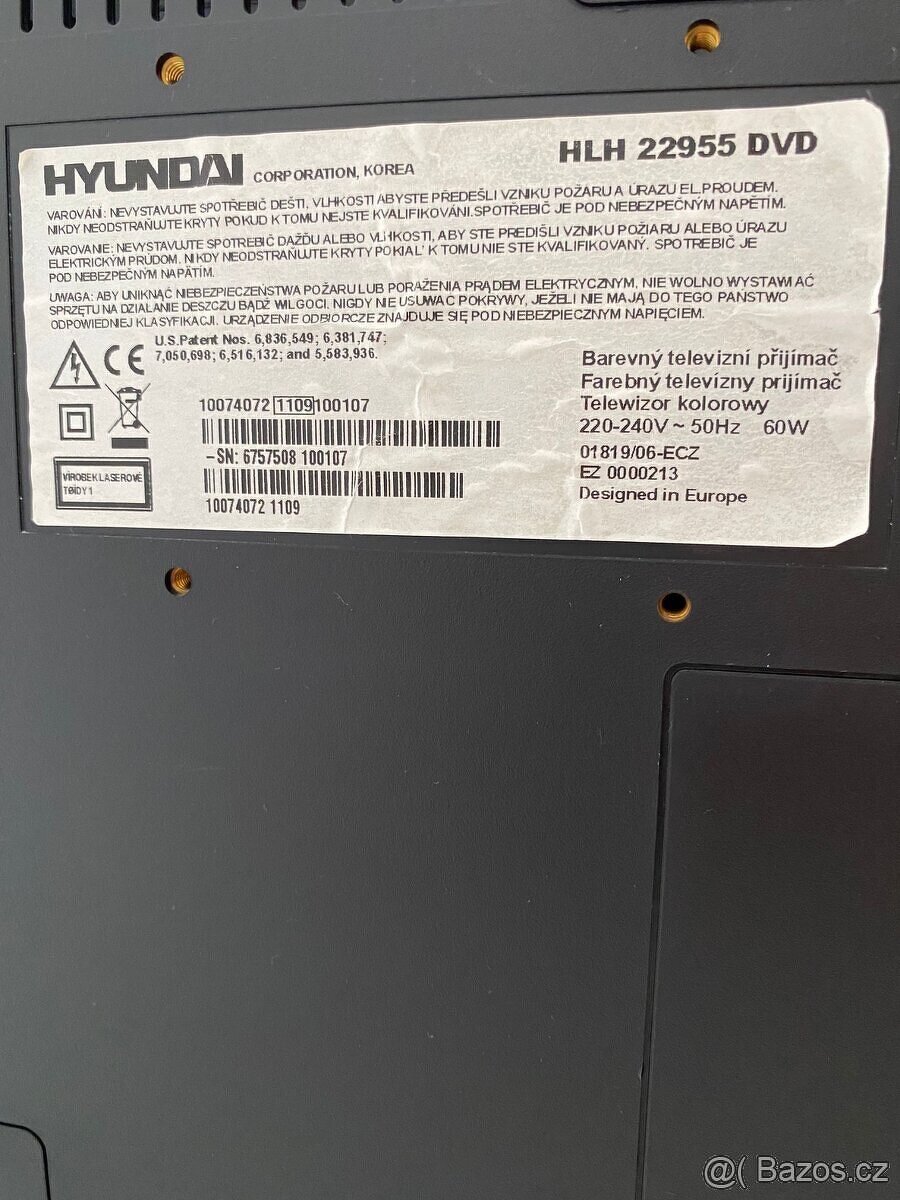 HYUNDAI CORPORATION, KOREA
HLH 22955 DVD
VAROVÁNI: NEVYSTAVUJTE SPOTŘEBIČ DEŠTI, VLHKOSTI ABYSTE PŘEDEŠLI VZNIKU POŽARU A ÚRAZU EL.PROUDEM.
NIKDY NEODSTRAŇUJTE KRYTY POKUD K TOMU NEJSTE KVALIFIKOVÁNI.SPOTŘEBIČ JE POD NEBEZPEČNÝM NAPĚTÍM.
VAROVANIE: NEVYSTAVUJTE SPOTREBIČ DAŽĎU ALEBO VLHKOSTI, ABY STE PREDIŠLI VZNIKU POŽIARU ALEBO ÚRAZU
ELEKTRICKÝM PRÚDOM. NIKDY NEODSTRAŇUJTE KRYTY POKIAĽ K TOMU NIE STE KVALIFIKOVANÝ. SPOTREBIČ JE
POD NEBEZPEČNÝM NAPÄTÍM.
UWAGA: ABY UNIKNĄĆ NIEBEZPIECZEŃSTWA POŻARU LUB PORAŻENIA PRĄDEM ELEKTRYCZNYM, NIE WOLNO WYSTAWIAĆ
SPRZĘTU NA DZIAŁANIE DESZCZU BĄDŹ WILGOCI. NIGDY NIE USUWAĆ POKRYWY, JEŻELI NIE MAJĄ DO TEGO PAŃSTWO
ODPOWIEDNIEJ KLASYFIKACJI. URZĄDZENIE ODBIORCZE ZNAJDUJE SIĘ POD NIEBEZPIECZNYM NAPIĘCIEM.
U.S.Patent Nos. 6,836,549; 6,381,747;
7,050,698; 6,516,132; and 5,583,936.
CE
10074072 1109 100107
-SN: 6757508 100107
10074072 1109
VÍROBEK LASEROVÉ
TØÍDY 1
Barevný televizní přijímač
Farebný televízny prijímač
Telewizor kolorowy
220-240V ~ 50Hz 60W
01819/06-ECZ
EZ 0000213
Designed in Europe
@( Bazos.cz